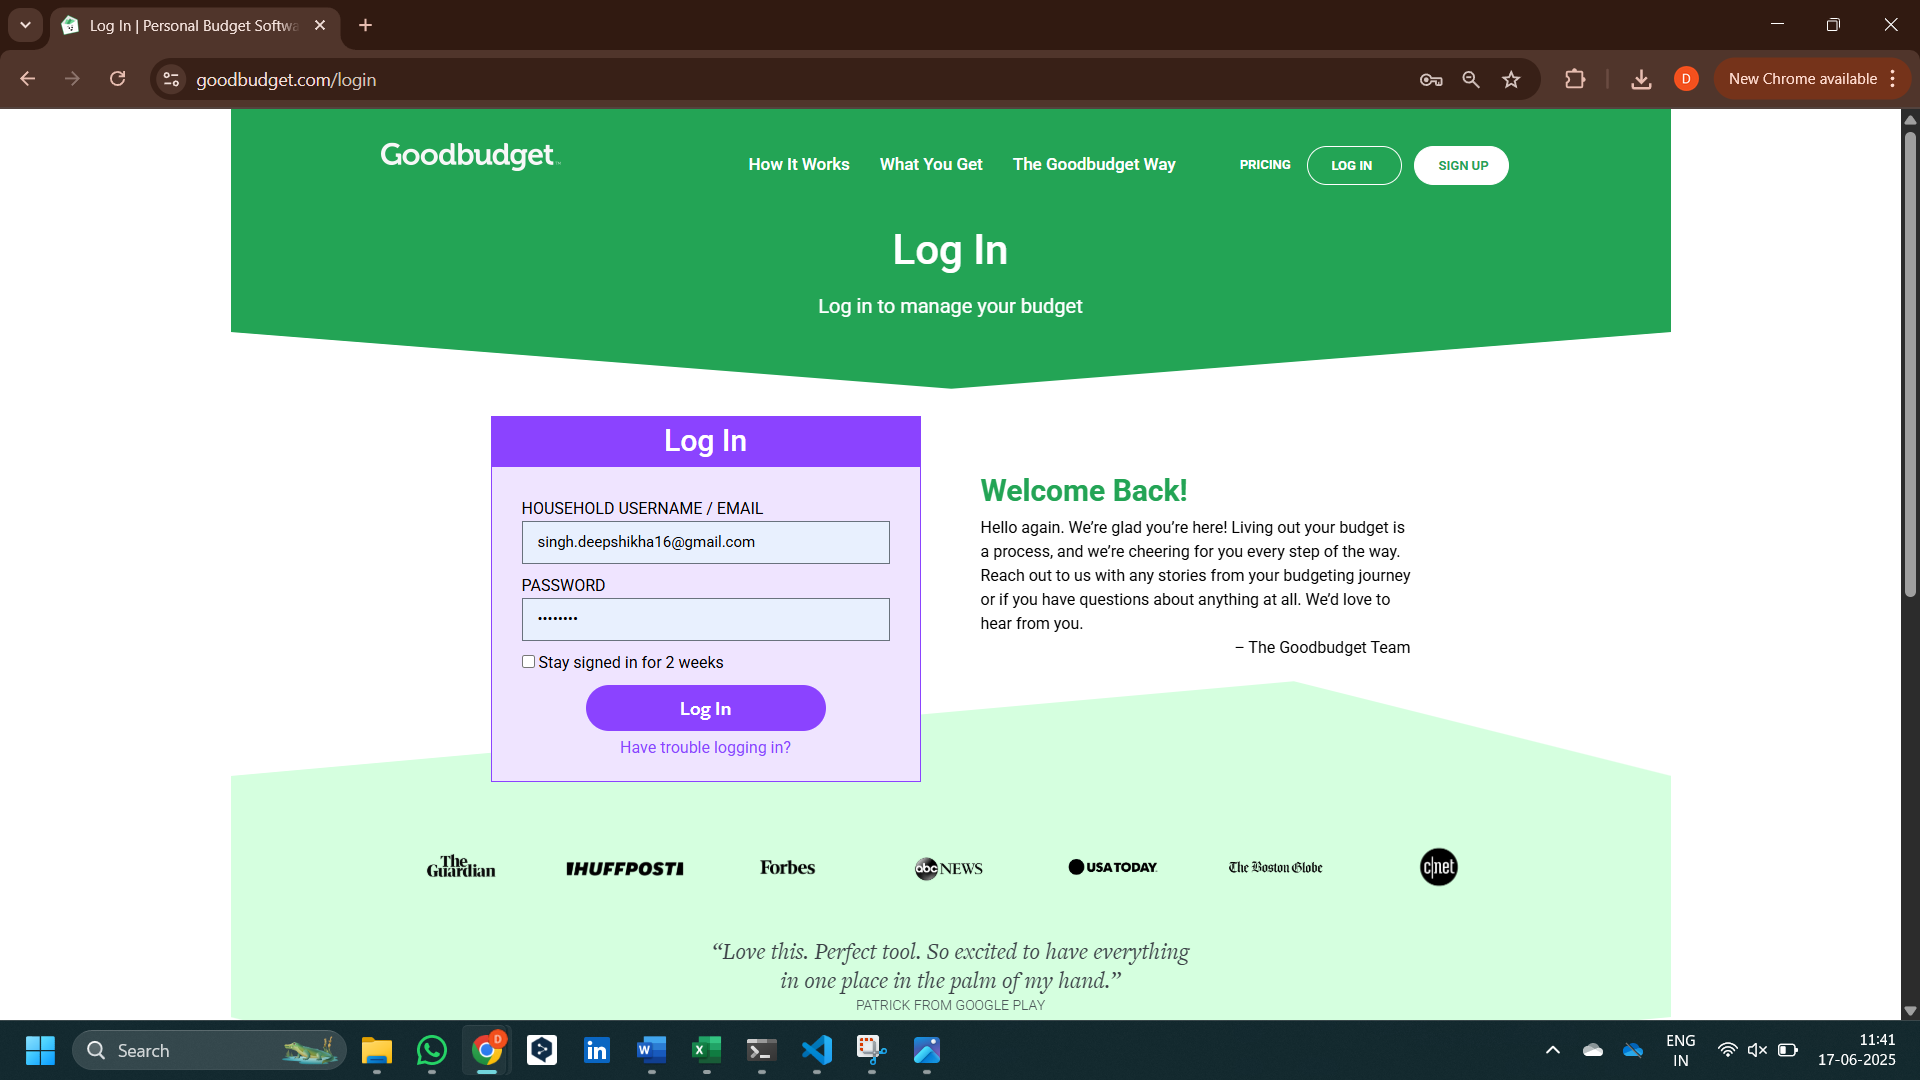 Log In | Personal Budget Softwa
goodbudget.com/login
D
New Chrome available
Goodbudget
How It Works
What You Get
The Goodbudget Way
PRICING
LOG IN
SIGN UP
Log In
Log in to manage your budget
Log In
HOUSEHOLD USERNAME / EMAIL
singh.deepshikha16@gmail.com
PASSWORD
••••••••
Stay signed in for 2 weeks
Log In
Have trouble logging in?
Welcome Back!
Hello again. We’re glad you’re here! Living out your budget is
a process, and we’re cheering for you every step of the way.
Reach out to us with any stories from your budgeting journey
or if you have questions about anything at all. We’d love to
hear from you.
– The Goodbudget Team
The Guardian
HUFFPOST
Forbes
abc NEWS
USA TODAY
The Boston Globe
c|net
“Love this. Perfect tool. So excited to have everything
in one place in the palm of my hand.”
PATRICK FROM GOOGLE PLAY
Search
D
in
W
X
ENG
IN
11:41
17-06-2025